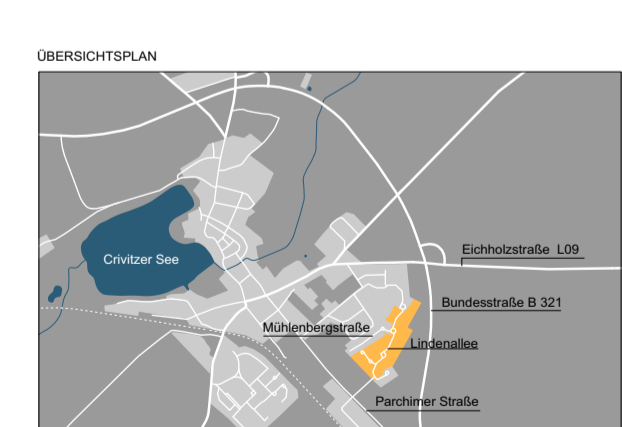 ÜBERSICHTSPLAN
Crivitzer See
Eichholzstraße L09
Bundesstraße B 321
Mühlenbergstraße
Lindenallee
Parchimer Straße